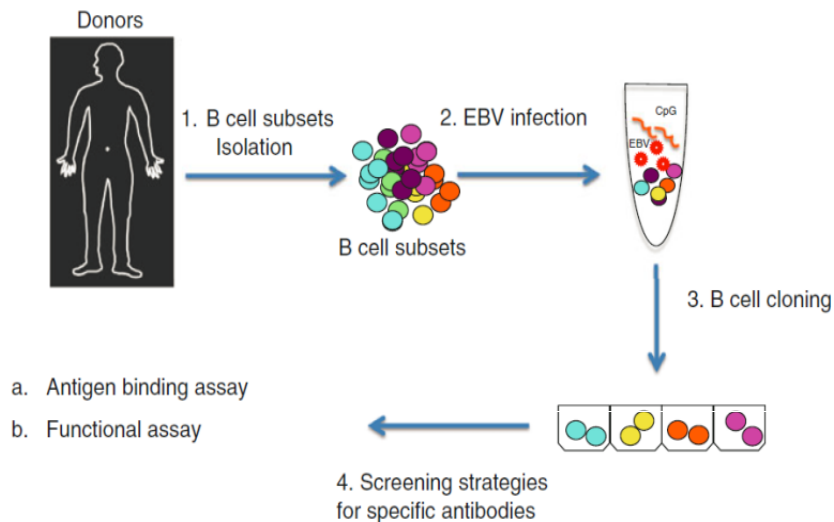 Donors
1. B cell subsets
Isolation
B cell subsets
2. EBV infection
CpG
EBV
3. B cell cloning
4. Screening strategies
for specific antibodies
a. Antigen binding assay
b. Functional assay